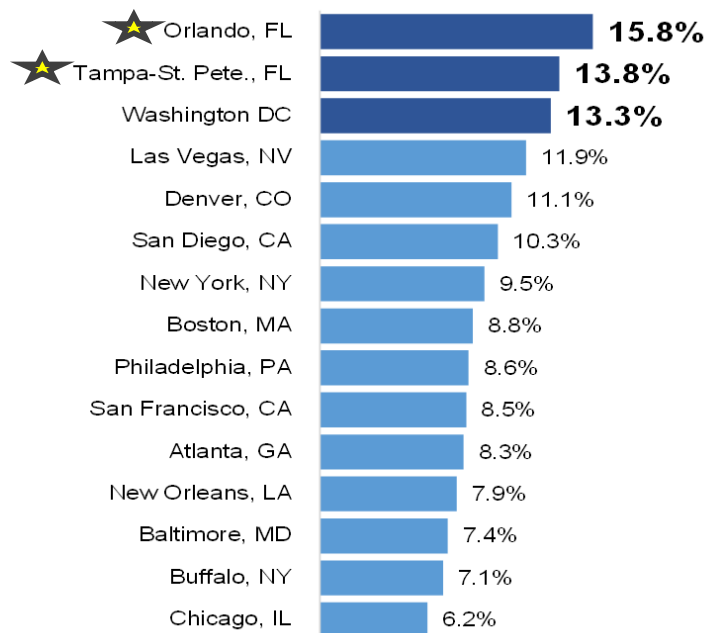 Orlando, FL 15.8%
Tampa-St. Pete., FL 13.8%
Washington DC 13.3%
Las Vegas, NV 11.9%
Denver, CO 11.1%
San Diego, CA 10.3%
New York, NY 9.5%
Boston, MA 8.8%
Philadelphia, PA 8.6%
San Francisco, CA 8.5%
Atlanta, GA 8.3%
New Orleans, LA 7.9%
Baltimore, MD 7.4%
Buffalo, NY 7.1%
Chicago, IL 6.2%